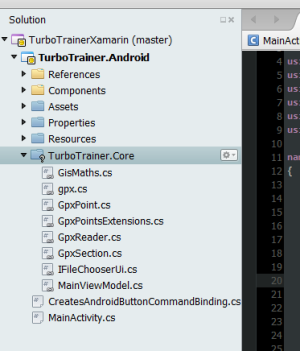 Solution
TurboTrainerXamarin (master)
TurboTrainer.Android
References
Components
Assets
Properties
Resources
TurboTrainer.Core
GisMaths.cs
gpx.cs
GpxPoint.cs
GpxPointsExtensions.cs
GpxReader.cs
GpxSection.cs
IFileChooserUi.cs
MainViewModel.cs
CreatesAndroidButtonCommandBinding.cs
MainActivity.cs
C MainAct
4 us
5 us
6 us
7 us
8 us
9 us
10
11 nam
12 {
13
14
15
16
17
18
19
20
21
22
23
24